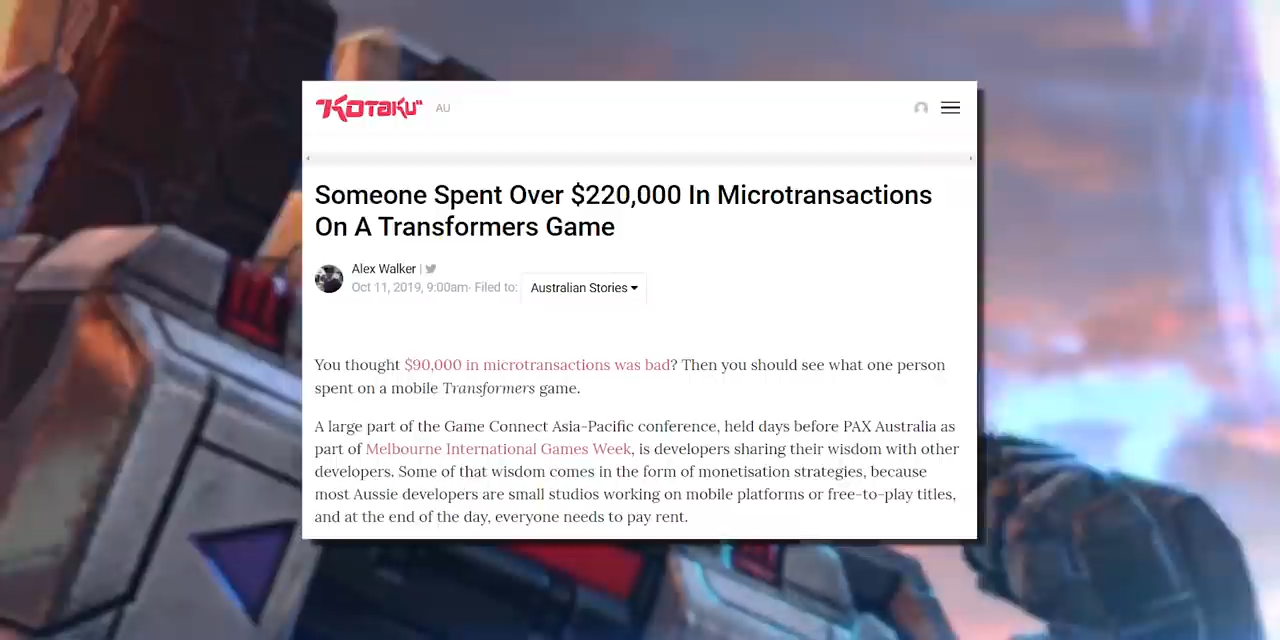 KOTAKU AU
Someone Spent Over $220,000 In Microtransactions
On A Transformers Game
Alex Walker |
Oct 11, 2019, 9:00am- Filed to: Australian Stories
You thought $90,000 in microtransactions was bad? Then you should see what one person
spent on a mobile Transformers game.
A large part of the Game Connect Asia-Pacific conference, held days before PAX Australia as
part of Melbourne International Games Week, is developers sharing their wisdom with other
developers. Some of that wisdom comes in the form of monetisation strategies, because
most Aussie developers are small studios working on mobile platforms or free-to-play titles,
and at the end of the day, everyone needs to pay rent.